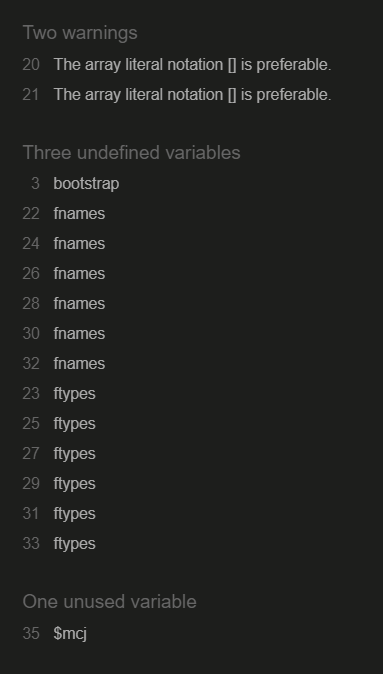 Two warnings
20 The array literal notation [] is preferable.
21 The array literal notation [] is preferable.
Three undefined variables
3 bootstrap
22 fnames
24 fnames
26 fnames
28 fnames
30 fnames
32 fnames
23 ftypes
25 ftypes
27 ftypes
29 ftypes
31 ftypes
33 ftypes
One unused variable
35 $mcj